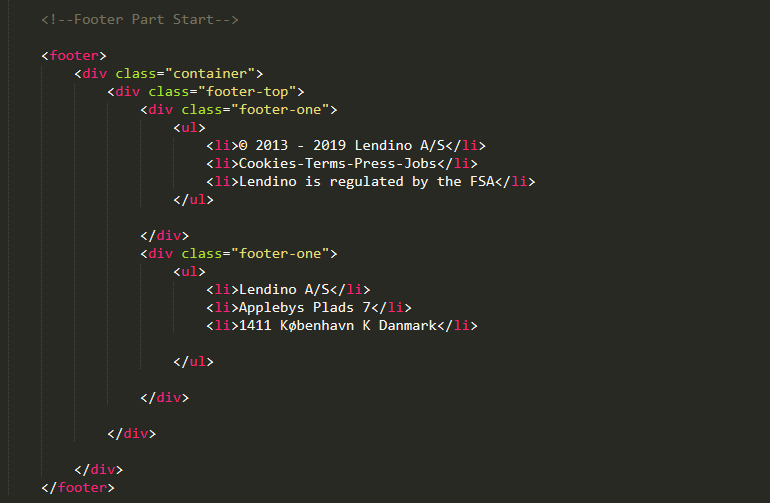 <!--Footer Part Start-->
<footer>
<div class="container">
<div class="footer-top">
<div class="footer-one">
<ul>
<li>© 2013 - 2019 Lendino A/S</li>
<li>Cookies-Terms-Press-Jobs</li>
<li>Lendino is regulated by the FSA</li>
</ul>
</div>
<div class="footer-one">
<ul>
<li>Lendino A/S</li>
<li>Applebys Plads 7</li>
<li>1411 København K Danmark</li>
</ul>
</div>
</div>
</div>
</footer>